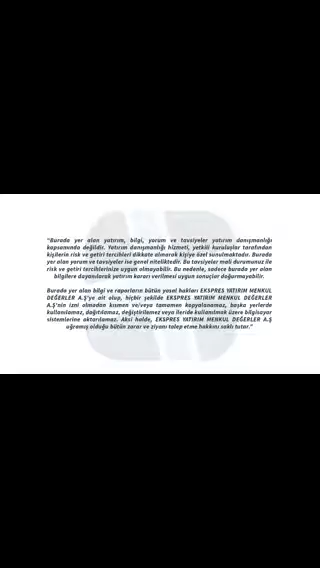 "Burada yer alan yatırım, bilgi, yorum ve tavsiyeler yatırım danışmanlığı
kapsamında değildir. Yatırım danışmanlığı hizmeti, yetkili kuruluşlar tarafından
kişilerin risk ve getiri tercihleri dikkate alınarak kişiye özel sunulmaktadır. Burada
yer alan yorum ve tavsiyeler ise genel niteliktedir. Bu tavsiyeler mali durumunuz ile
risk ve getiri tercihlerinize uygun olmayabilir. Bu nedenle, sadece burada yer alan
bilgilere dayanılarak yatırım kararı verilmesi uygun sonuçlar doğurmayabilir.
Burada yer alan bilgi ve raporların bütün yasal hakları EKSPRES YATIRIM MENKUL
DEĞERLER A.Ş'ye ait olup, hiçbir şekilde EKSPRES YATIRIM MENKUL DEĞERLER
A.Ş'nin izni olmadan kısmen ve/veya tamamen kopyalanamaz, başka yerlerde
kullanılamaz, dağıtılamaz, değiştirilemez veya ileride kullanılmak üzere bilgisayar
sistemlerine aktarılamaz. Aksi halde, EKSPRES YATIRIM MENKUL DEĞERLER A.Ş
uğramış olduğu bütün zarar ve ziyanı talep etme hakkını saklı tutar."